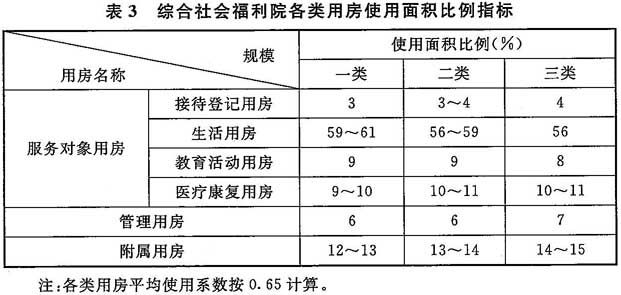 表3 综合社会福利院各类用房使用面积比例指标
规模
用房名称
使用面积比例(%)
一类 二类 三类
服务对象用房
接待登记用房 3 3～4 4
生活用房 59～61 56～59 56
教育活动用房 9 9 8
医疗康复用房 9～10 10～11 10～11
管理用房 6 6 7
附属用房 12～13 13～14 14～15
注:各类用房平均使用系数按0.65计算。